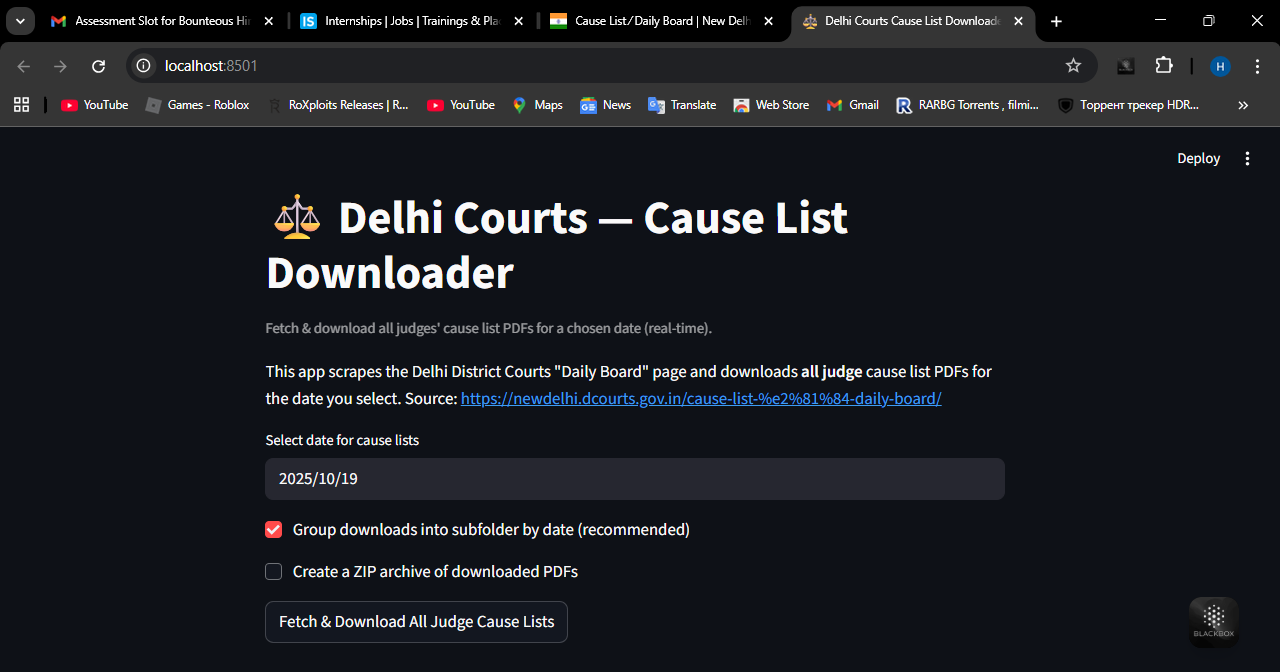 Assessment Slot for Bounteous Hi
Internships | Jobs | Trainings & Pla
Cause List/Daily Board | New Delh
Delhi Courts Cause List Download
localhost:8501
H
YouTube
Games - Roblox
RoXploits Releases | R...
YouTube
Maps
News
Translate
Web Store
Gmail
RARBG Torrents , filmi...
Торрент трекер HDR...
Deploy
Delhi Courts — Cause List
Downloader
Fetch & download all judges' cause list PDFs for a chosen date (real-time).
This app scrapes the Delhi District Courts "Daily Board" page and downloads all judge cause list PDFs for
the date you select. Source: https://newdelhi.dcourts.gov.in/cause-list-%e2%81%84-daily-board/
Select date for cause lists
2025/10/19
Group downloads into subfolder by date (recommended)
Create a ZIP archive of downloaded PDFs
Fetch & Download All Judge Cause Lists
BLACKBOX